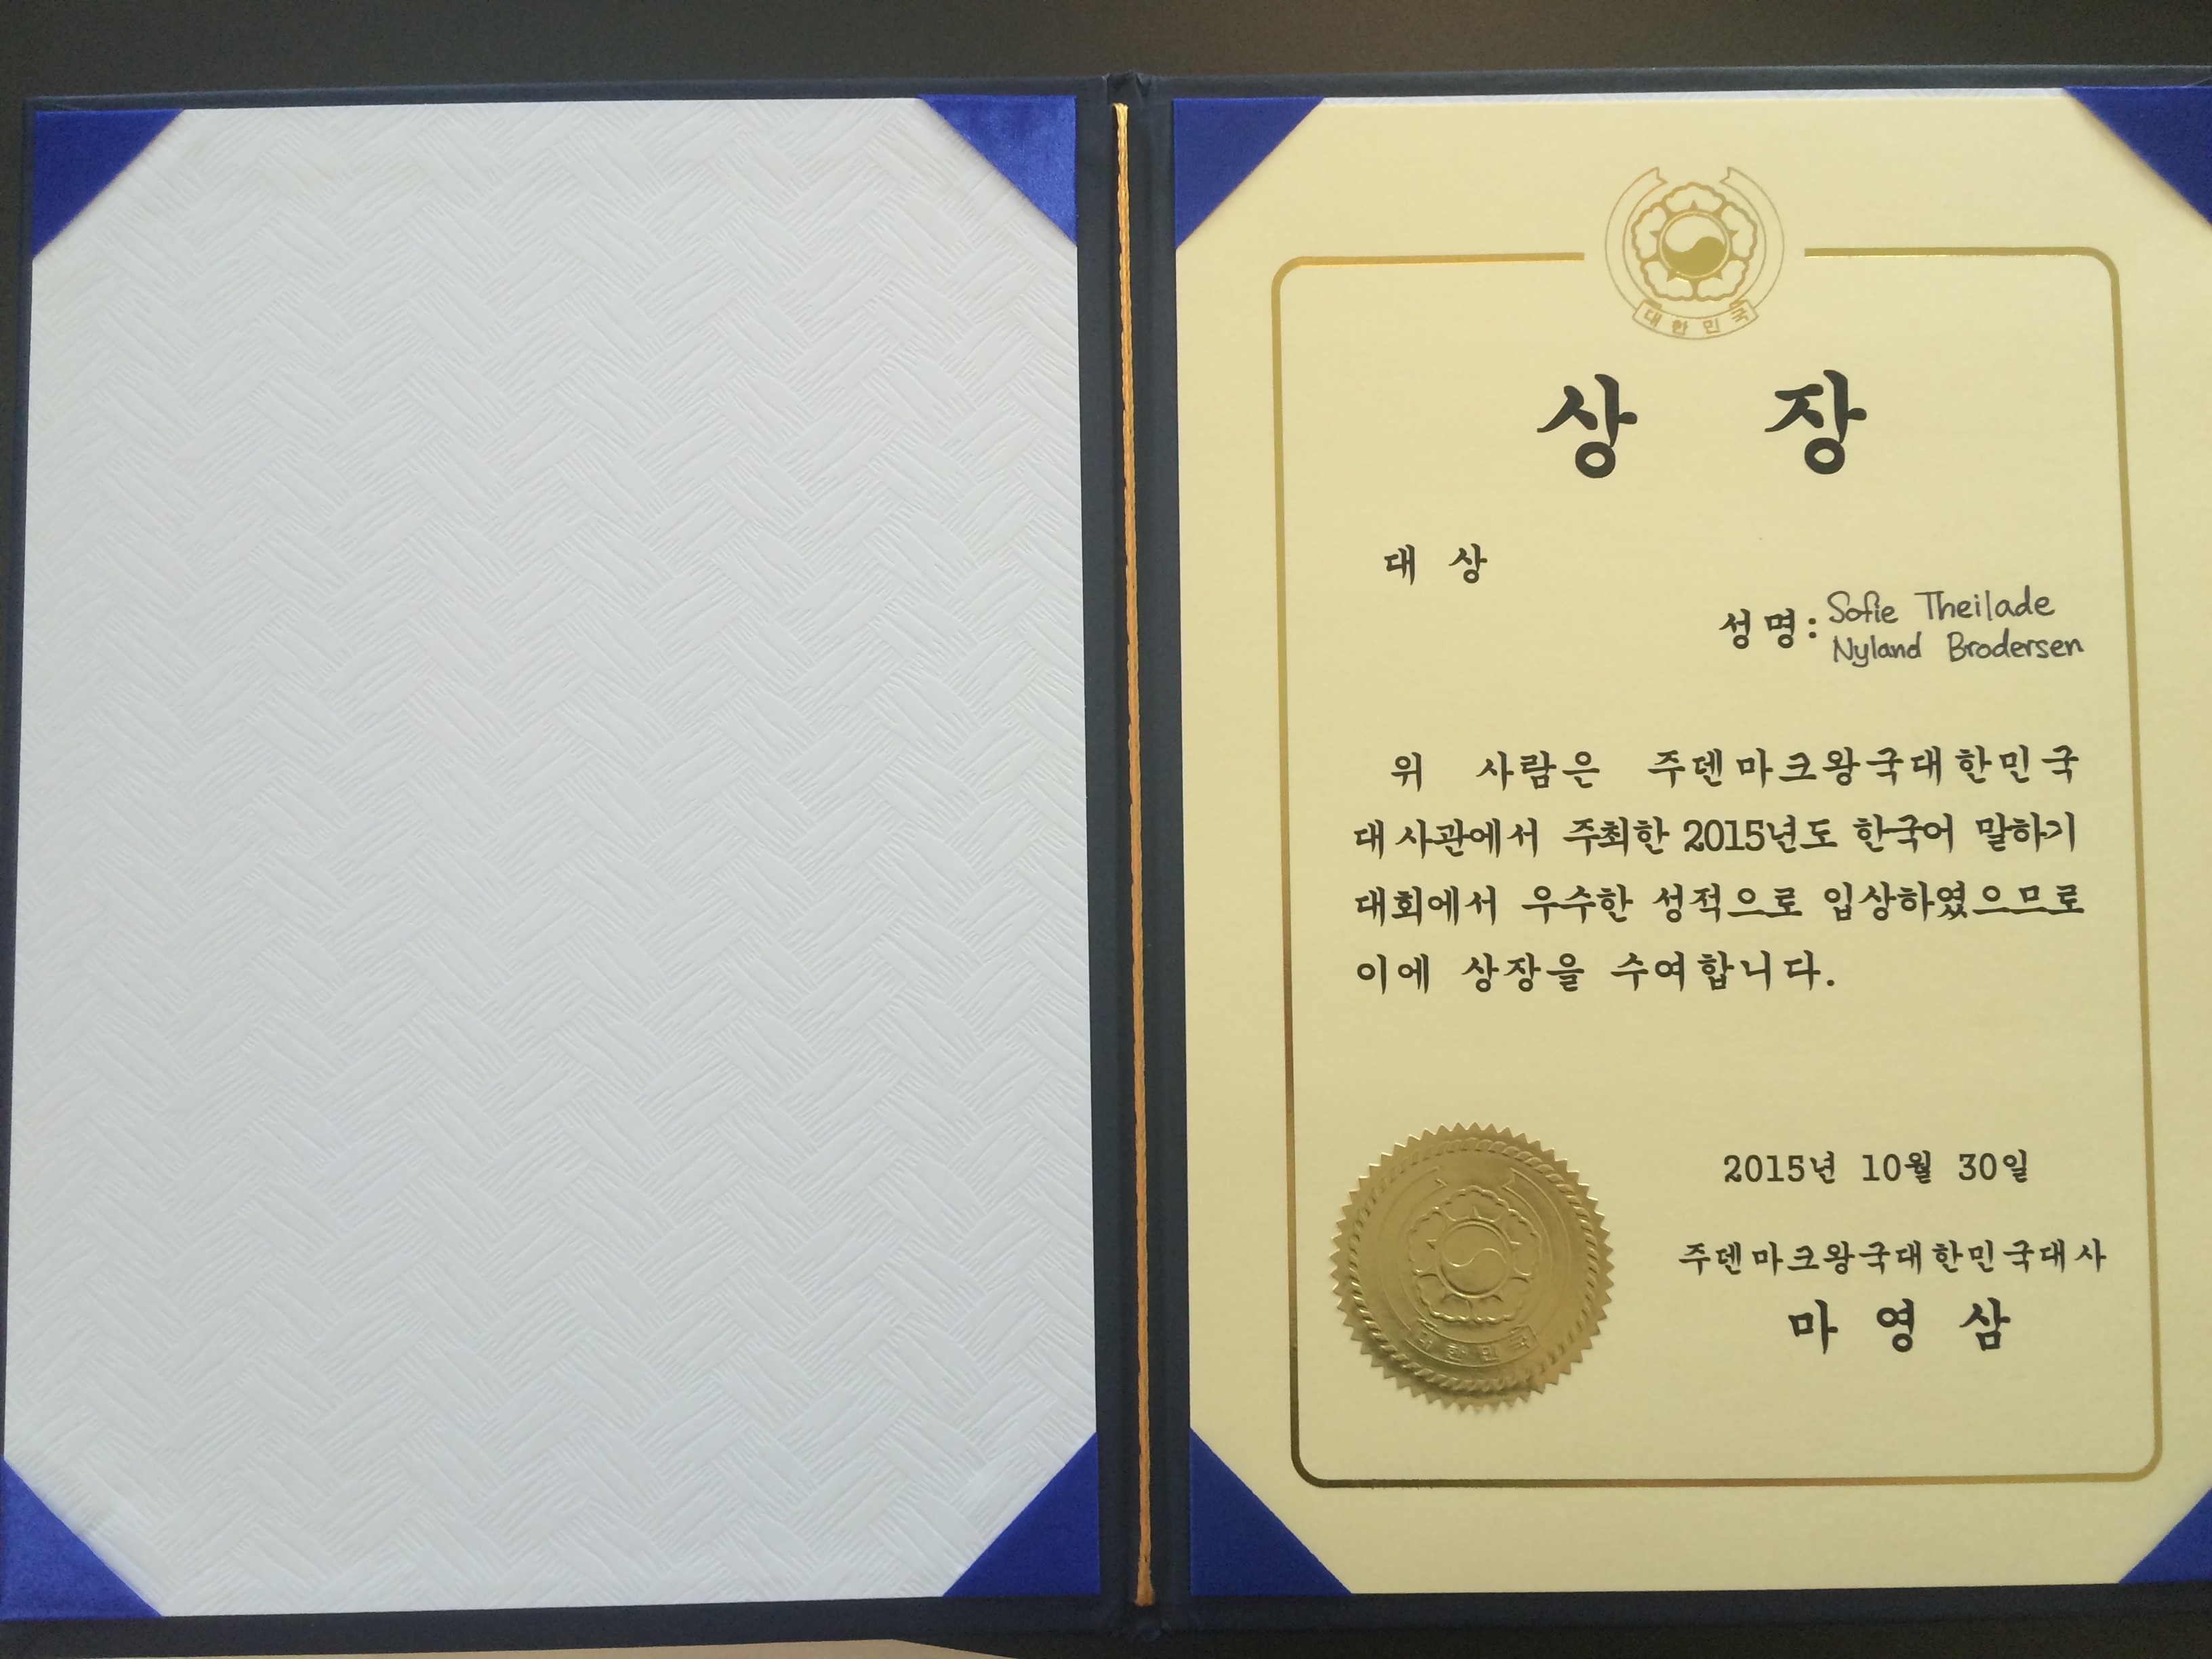 대한민국
상 장
대 상
성명: Sofie Theilade
Nyland Brodersen
위 사람은 주덴마크왕국대한민국
대사관에서 주최한 2015년도 한국어 말하기
대회에서 우수한 성적으로 입상하였으므로
이에 상장을 수여합니다.
2015년 10월 30일
주덴마크왕국대한민국대사
마 영 삼
대한민국